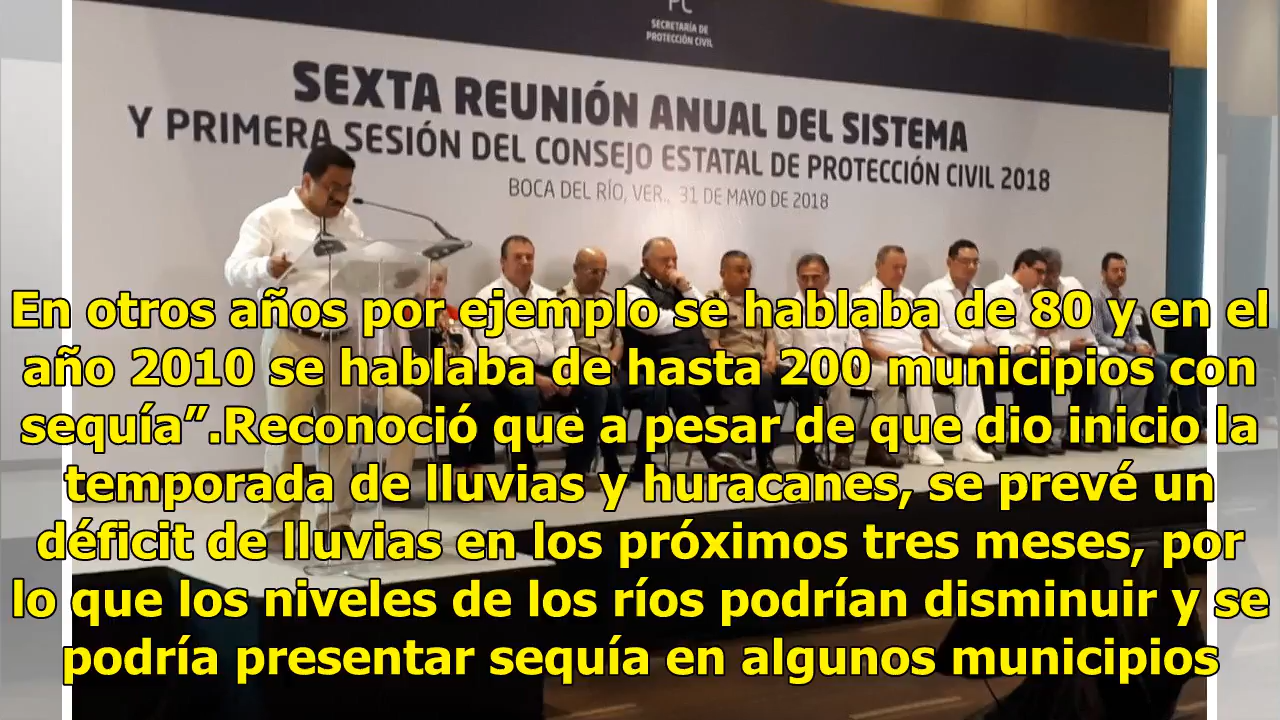 PC
SECRETARÍA DE
PROTECCIÓN CIVIL
SEXTA REUNIÓN ANUAL DEL SISTEMA
Y PRIMERA SESIÓN DEL CONSEJO ESTATAL DE PROTECCIÓN CIVIL 2018
BOCA DEL RÍO, VER., 31 DE MAYO DE 2018
En otros años por ejemplo se hablaba de 80 y en el
año 2010 se hablaba de hasta 200 municipios con
sequía”.Reconoció que a pesar de que dio inicio la
temporada de lluvias y huracanes, se prevé un
déficit de lluvias en los próximos tres meses, por
lo que los niveles de los ríos podrían disminuir y se
podría presentar sequía en algunos municipios